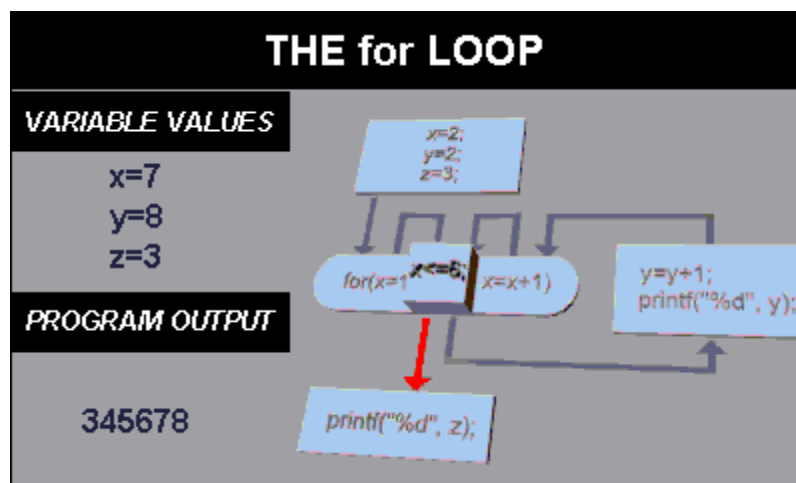 THE for LOOP
VARIABLE VALUES
x=7
y=8
z=3
PROGRAM OUTPUT
345678
x=2;
y=2;
z=3;
for(x=1 x<=6; x=x+1)
y=y+1;
printf("%d", y);
printf("%d", z);